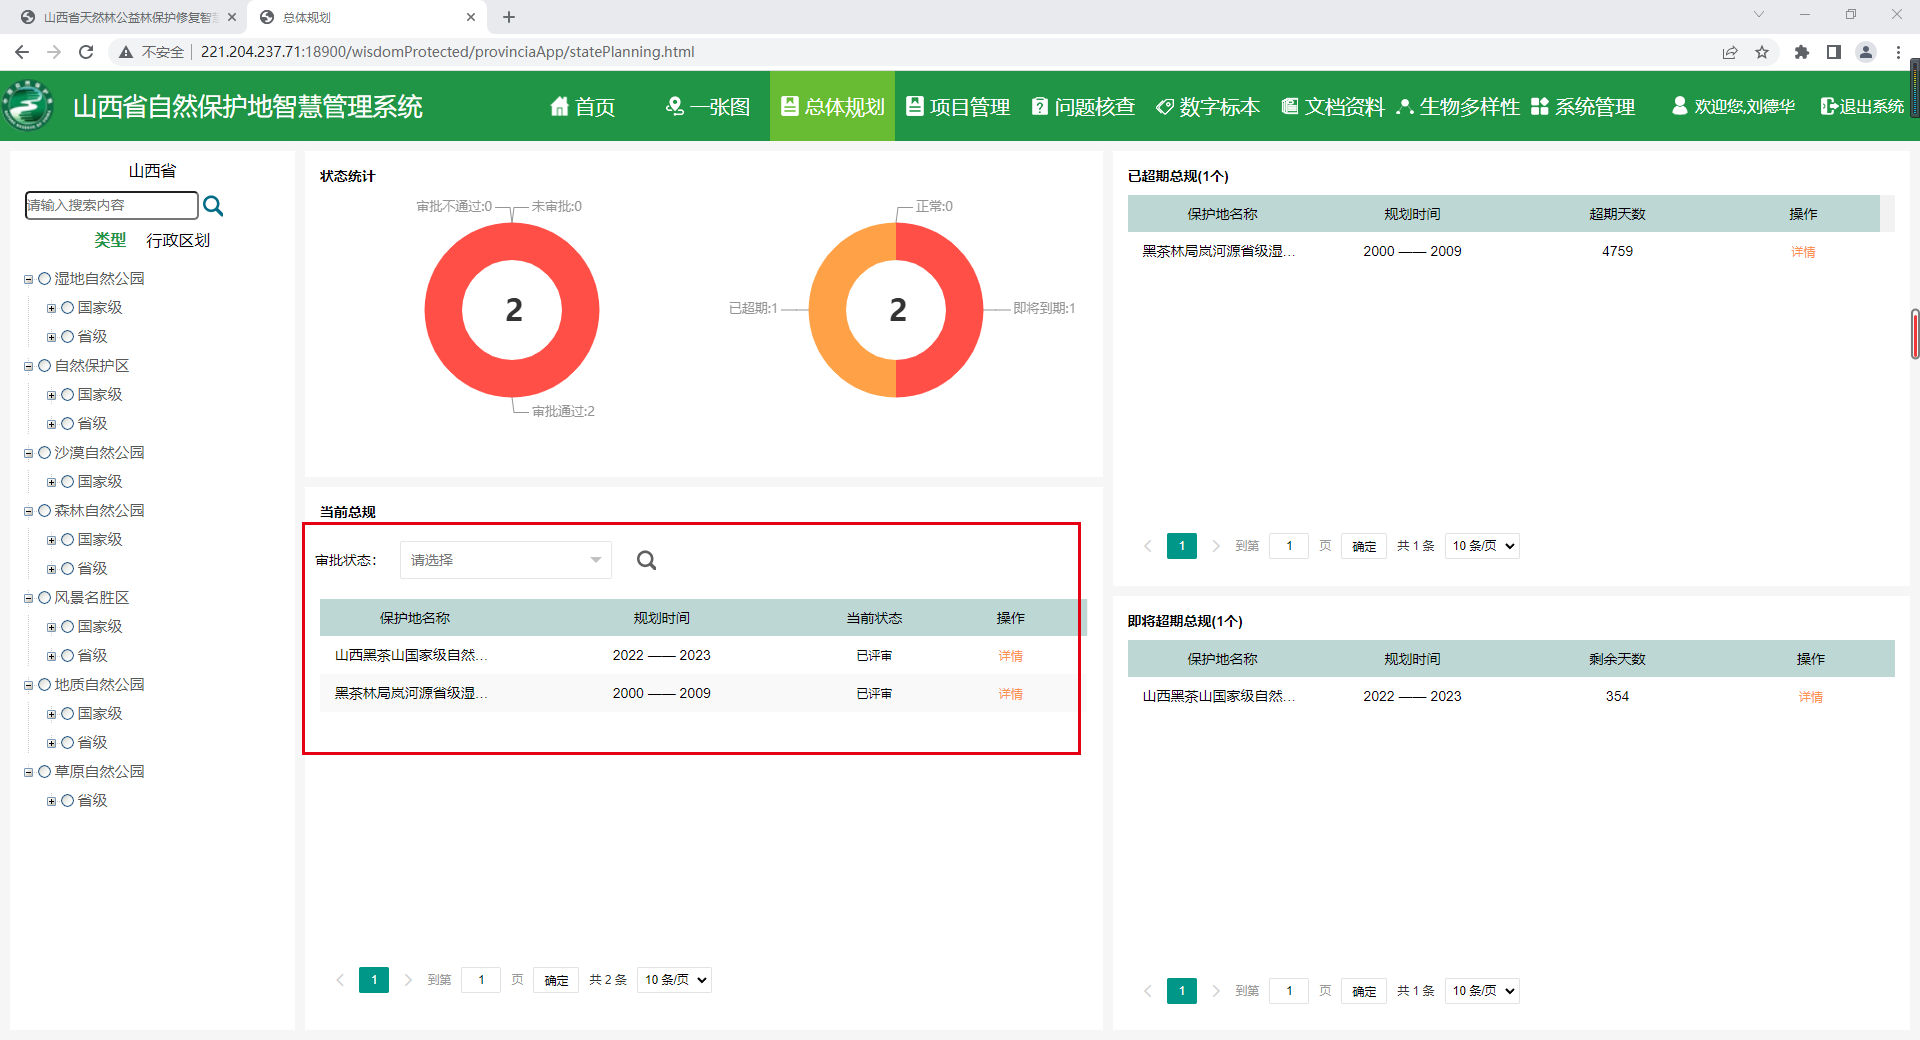 山西省天然林公益林保护修复智慧
总体规划
不安全
221.204.237.71:18900/wisdomProtected/provinciaApp/statePlanning.html
山西省自然保护地智慧管理系统
首页 一张图 总体规划 项目管理 问题核查 数字标本 文档资料 生物多样性 系统管理
欢迎您,刘德华 退出系统
山西省
请输入搜索内容
类型 行政区划
湿地自然公园
国家级
省级
自然保护区
国家级
省级
沙漠自然公园
国家级
森林自然公园
国家级
省级
风景名胜区
国家级
省级
地质自然公园
国家级
省级
草原自然公园
省级
状态统计
审批不通过:0 未审批:0
2
审批通过:2
正常:0
已超期:1
2
即将到期:1
当前总规
审批状态: 请选择
保护地名称 规划时间 当前状态 操作
山西黑茶山国家级自然... 2022 —— 2023 已评审 详情
黑茶林局岚河源省级湿... 2000 —— 2009 已评审 详情
1 到第 1 页 确定 共 2 条 10 条/页
已超期总规(1个)
保护地名称 规划时间 超期天数 操作
黑茶林局岚河源省级湿... 2000 —— 2009 4759 详情
1 到第 1 页 确定 共 1 条 10 条/页
即将超期总规(1个)
保护地名称 规划时间 剩余天数 操作
山西黑茶山国家级自然... 2022 —— 2023 354 详情
1 到第 1 页 确定 共 1 条 10 条/页